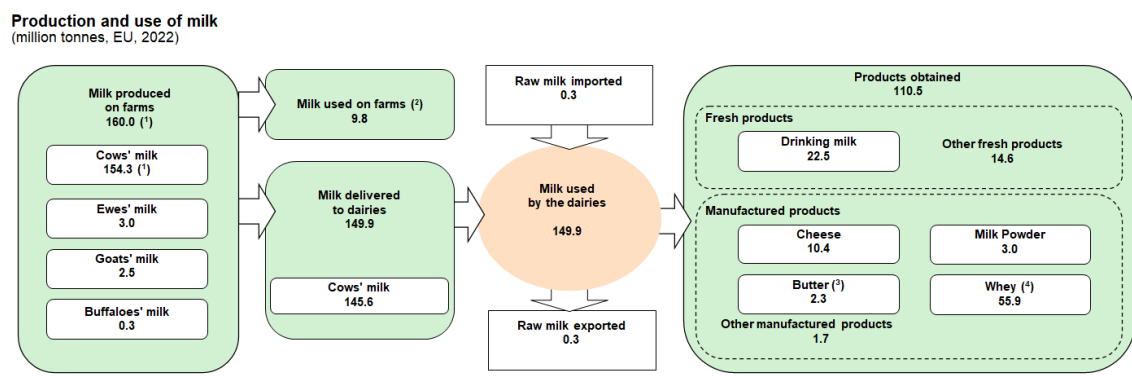 Production and use of milk
(million tonnes, EU, 2022)
Milk produced
on farms
160.0 (¹)
Cows' milk
154.3 (¹)
Ewes' milk
3.0
Goats' milk
2.5
Buffaloes' milk
0.3
Milk used on farms (²)
9.8
Milk delivered
to dairies
149.9
Cows' milk
145.6
Raw milk imported
0.3
Milk used
by the dairies
149.9
Raw milk exported
0.3
Products obtained
110.5
Fresh products
Drinking milk
22.5
Other fresh products
14.6
Manufactured products
Cheese
10.4
Milk Powder
3.0
Butter (³)
2.3
Whey (⁴)
55.9
Other manufactured products
1.7